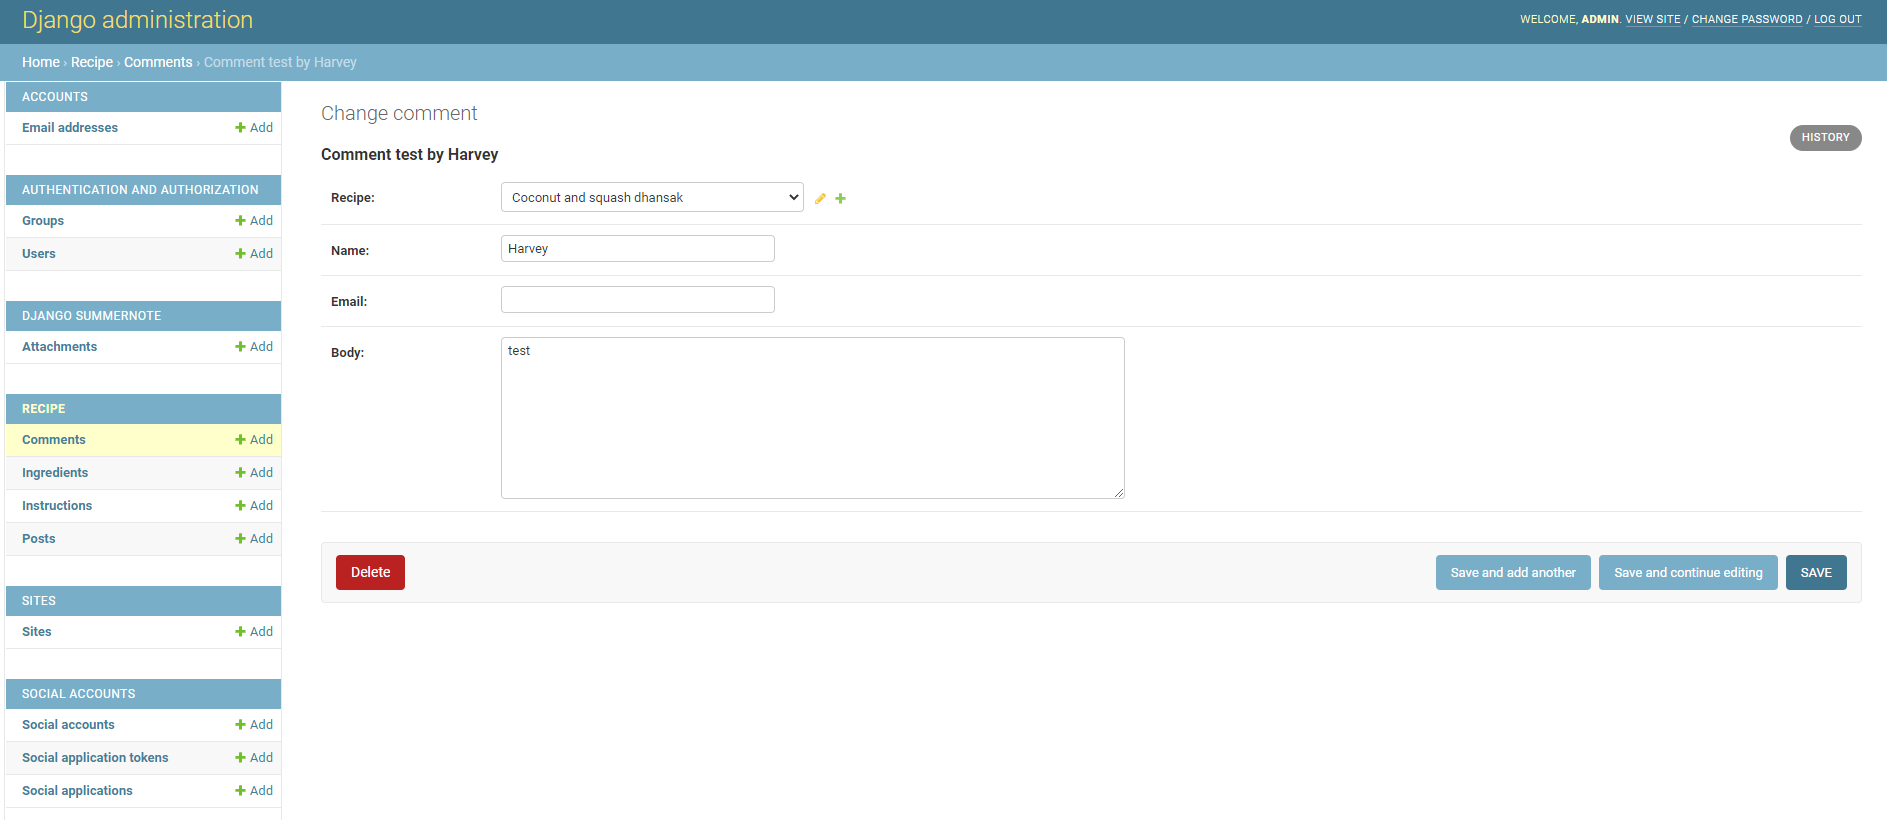 Django administration
WELCOME, ADMIN. VIEW SITE / CHANGE PASSWORD / LOG OUT
Home › Recipe › Comments › Comment test by Harvey
ACCOUNTS
Email addresses Add
AUTHENTICATION AND AUTHORIZATION
Groups Add
Users Add
DJANGO SUMMERNOTE
Attachments Add
RECIPE
Comments Add
Ingredients Add
Instructions Add
Posts Add
SITES
Sites Add
SOCIAL ACCOUNTS
Social accounts Add
Social application tokens Add
Social applications Add
Change comment
HISTORY
Comment test by Harvey
Recipe: Coconut and squash dhansak
Name: Harvey
Email:
Body: test
Delete Save and add another Save and continue editing SAVE